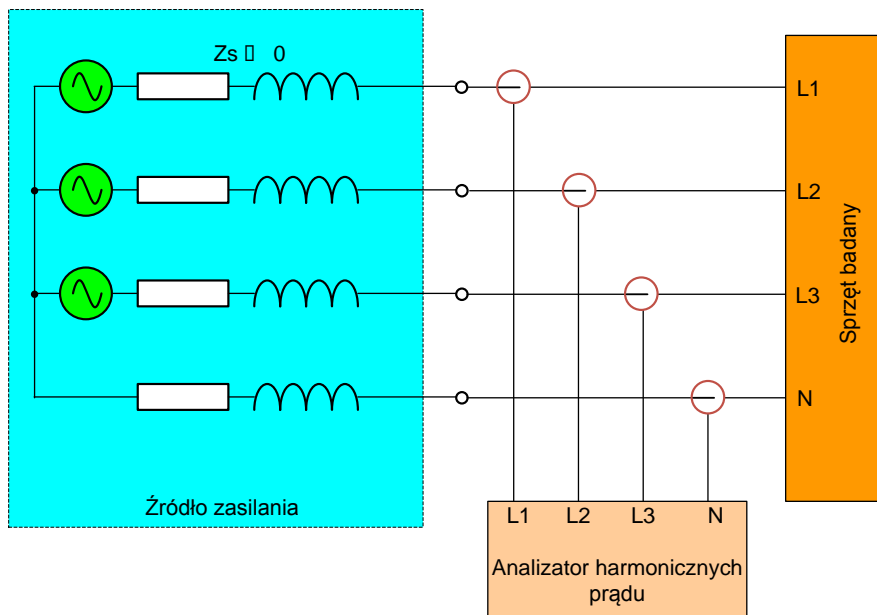 Zs ▯ 0
L1
L2
L3
N
Sprzęt badany
Źródło zasilania
L1 L2 L3 N
Analizator harmonicznych
prądu